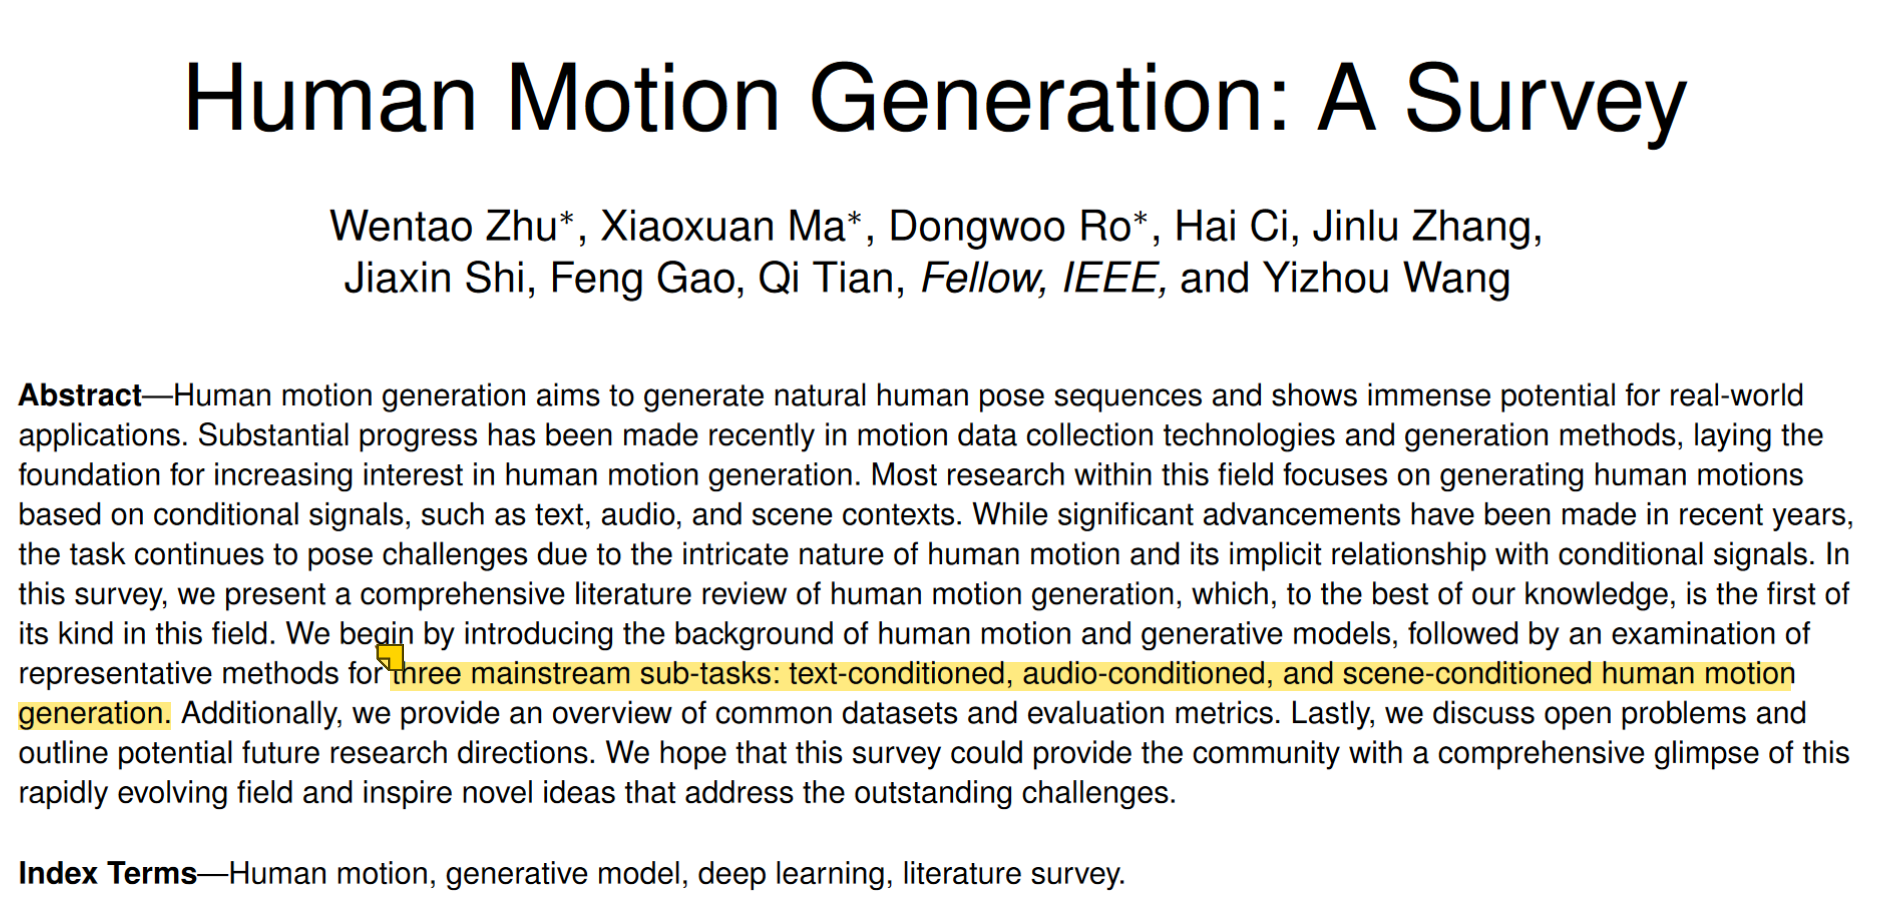 Human Motion Generation: A Survey
Wentao Zhu*, Xiaoxuan Ma*, Dongwoo Ro*, Hai Ci, Jinlu Zhang,
Jiaxin Shi, Feng Gao, Qi Tian, Fellow, IEEE, and Yizhou Wang
Abstract—Human motion generation aims to generate natural human pose sequences and shows immense potential for real-world
applications. Substantial progress has been made recently in motion data collection technologies and generation methods, laying the
foundation for increasing interest in human motion generation. Most research within this field focuses on generating human motions
based on conditional signals, such as text, audio, and scene contexts. While significant advancements have been made in recent years,
the task continues to pose challenges due to the intricate nature of human motion and its implicit relationship with conditional signals. In
this survey, we present a comprehensive literature review of human motion generation, which, to the best of our knowledge, is the first of
its kind in this field. We begin by introducing the background of human motion and generative models, followed by an examination of
representative methods for three mainstream sub-tasks: text-conditioned, audio-conditioned, and scene-conditioned human motion
generation. Additionally, we provide an overview of common datasets and evaluation metrics. Lastly, we discuss open problems and
outline potential future research directions. We hope that this survey could provide the community with a comprehensive glimpse of this
rapidly evolving field and inspire novel ideas that address the outstanding challenges.
Index Terms—Human motion, generative model, deep learning, literature survey.